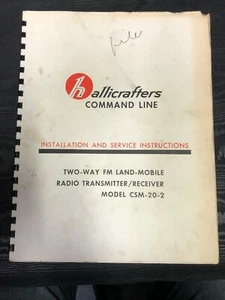 files
hallicrafters
COMMAND LINE
INSTALLATION AND SERVICE INSTRUCTIONS
TWO-WAY FM LAND-MOBILE
RADIO TRANSMITTER/RECEIVER
MODEL CSM-20-2